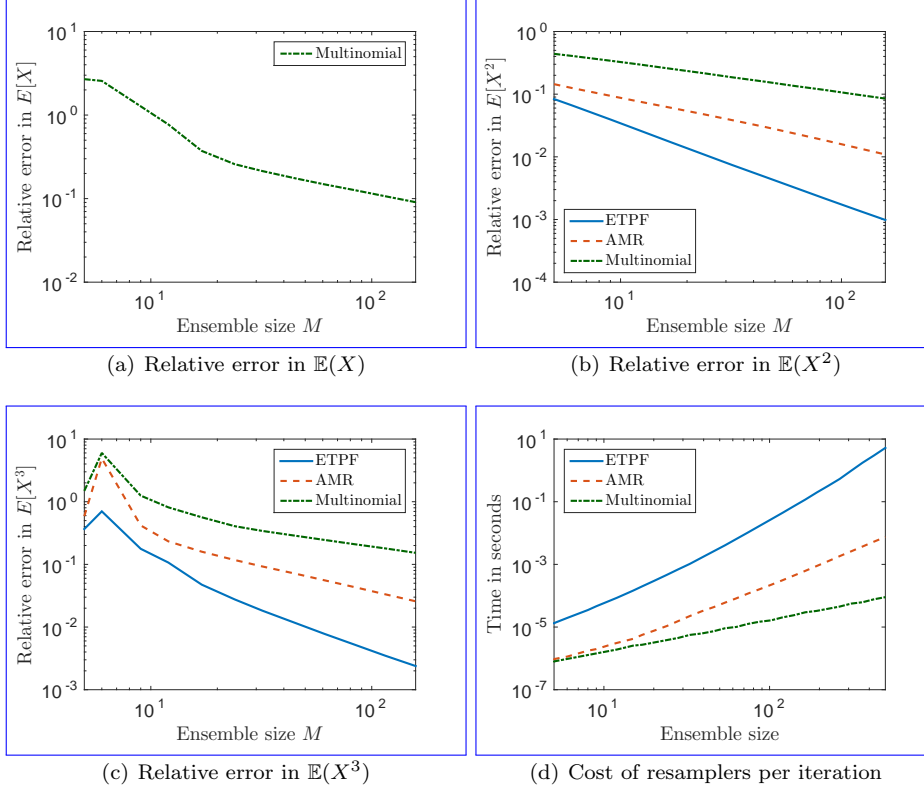 Relative error in E[X]
10^1
10^0
10^-1
10^-2
Multinomial
10^1 10^2
Ensemble size M
(a) Relative error in 𝔼(X)
Relative error in E[X^2]
10^0
10^-1
10^-2
10^-3
10^-4
ETPF
AMR
Multinomial
10^1 10^2
Ensemble size M
(b) Relative error in 𝔼(X^2)
Relative error in E[X^3]
10^1
10^0
10^-1
10^-2
10^-3
ETPF
AMR
Multinomial
10^1 10^2
Ensemble size M
(c) Relative error in 𝔼(X^3)
Time in seconds
10^1
10^-1
10^-3
10^-5
10^-7
ETPF
AMR
Multinomial
10^1 10^2
Ensemble size
(d) Cost of resamplers per iteration